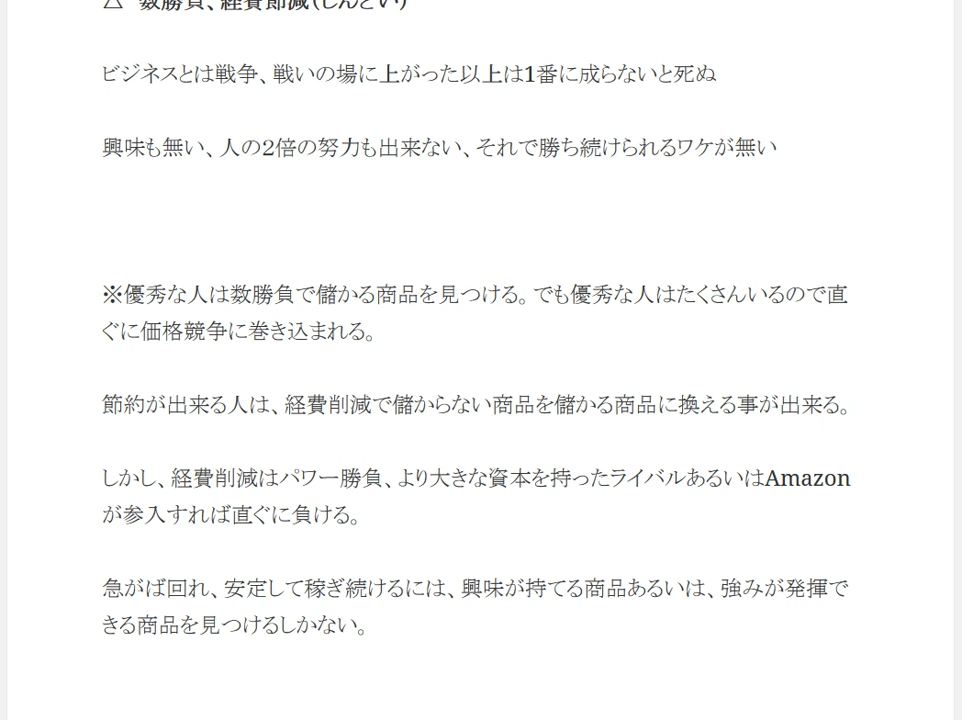 △ 数勝負、経費節減(しんどい)
ビジネスとは戦争、戦いの場に上がった以上は1番に成らないと死ぬ
興味も無い、人の2倍の努力も出来ない、それで勝ち続けられるワケが無い
※優秀な人は数勝負で儲かる商品を見つける。でも優秀な人はたくさんいるので直
ぐに価格競争に巻き込まれる。
節約が出来る人は、経費削減で儲からない商品を儲かる商品に換える事が出来る。
しかし、経費削減はパワー勝負、より大きな資本を持ったライバルあるいはAmazon
が参入すれば直ぐに負ける。
急がば回れ、安定して稼ぎ続けるには、興味が持てる商品あるいは、強みが発揮で
きる商品を見つけるしかない。